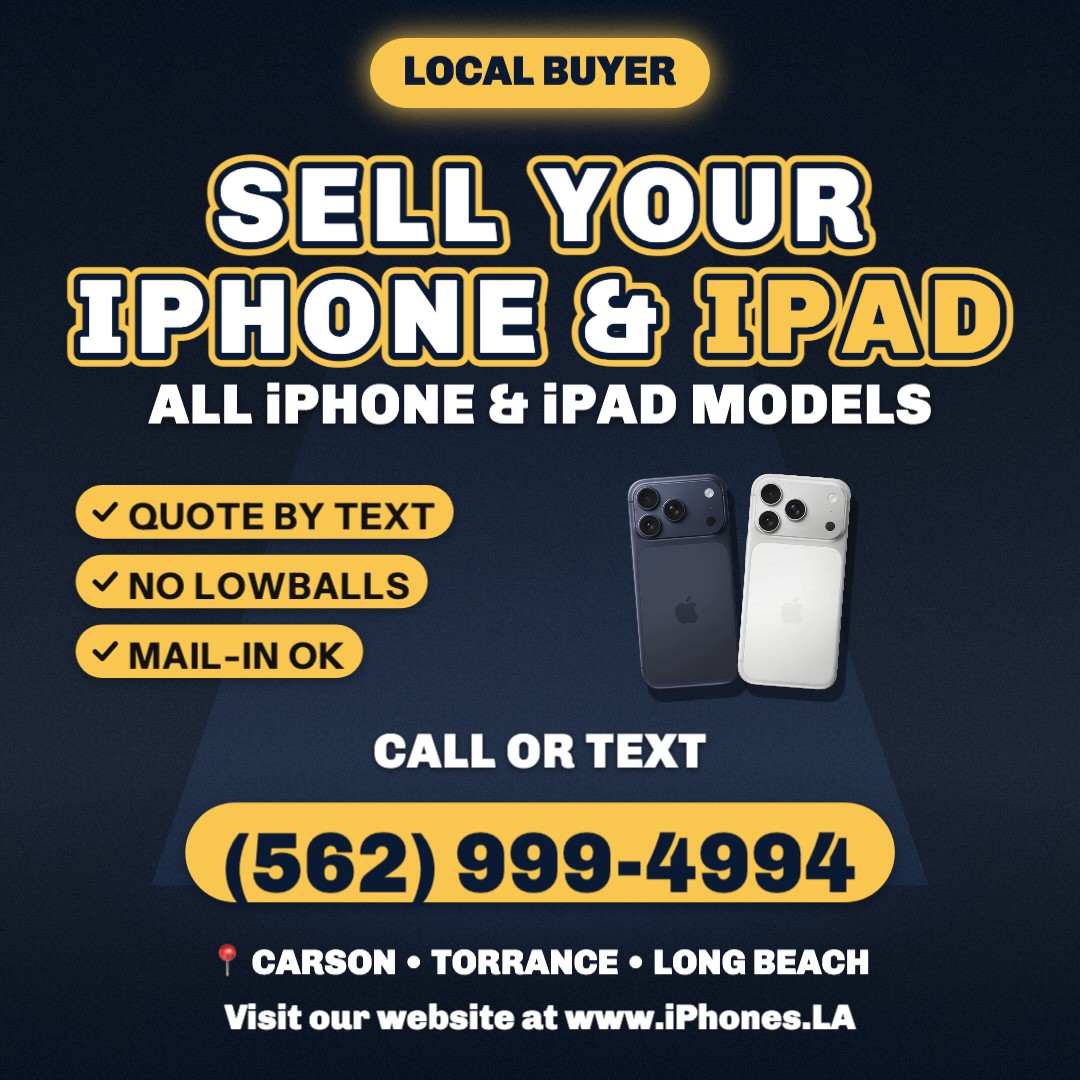 LOCAL BUYER
SELL YOUR
IPHONE & IPAD
ALL iPHONE & iPAD MODELS
✓ QUOTE BY TEXT
✓ NO LOWBALLS
✓ MAIL-IN OK
CALL OR TEXT
(562) 999-4994
📍 CARSON • TORRANCE • LONG BEACH
Visit our website at www.iPhones.LA